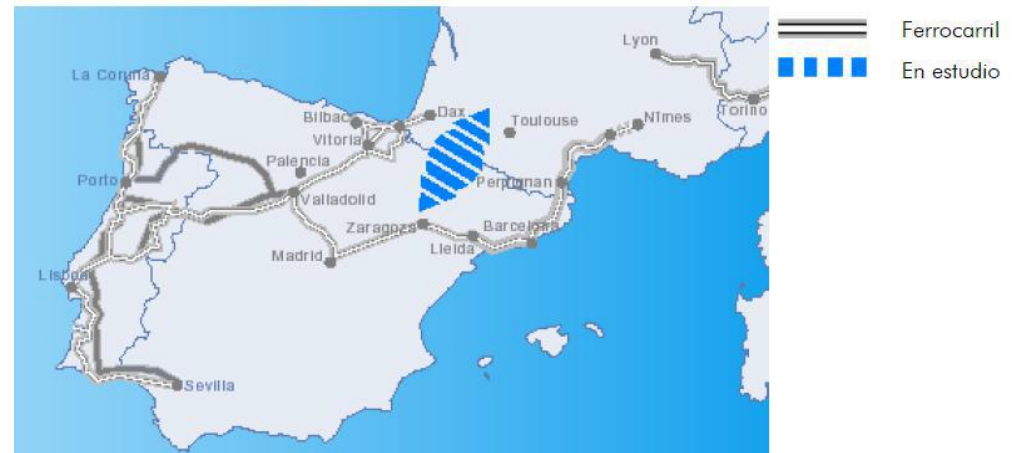 Ferrocarril
En estudio
Lyon
La Coruña
Torino
Bilbao
Dax
Toulouse
Nîmes
Vitoria
Palencia
Porto
Valladolid
Perpignan
Zaragoza
Barcelona
Madrid
Lleida
Lisboa
Sevilla